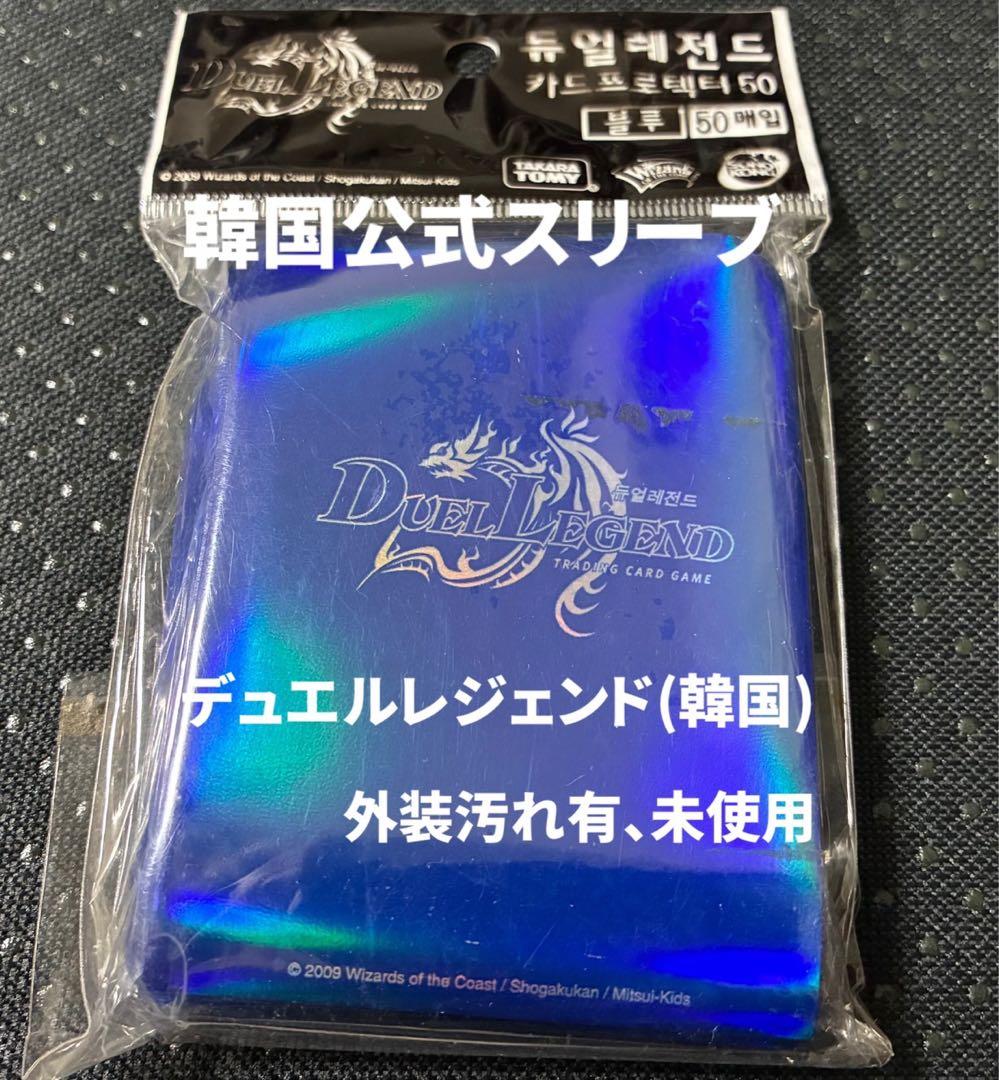 DUEL LEGEND
CARD GAME
듀얼레전드
카드프로텍터 50
블루
50매입
© 2009 Wizards of the Coast / Shogakukan / Mitsui-Kids
TAKARA TOMY
Wizards
韓国公式スリーブ
듀얼레전드
DUEL LEGEND
TRADING CARD GAME
デュエルレジェンド(韓国)
外装汚れ有、未使用
© 2009 Wizards of the Coast / Shogakukan / Mitsui-Kids